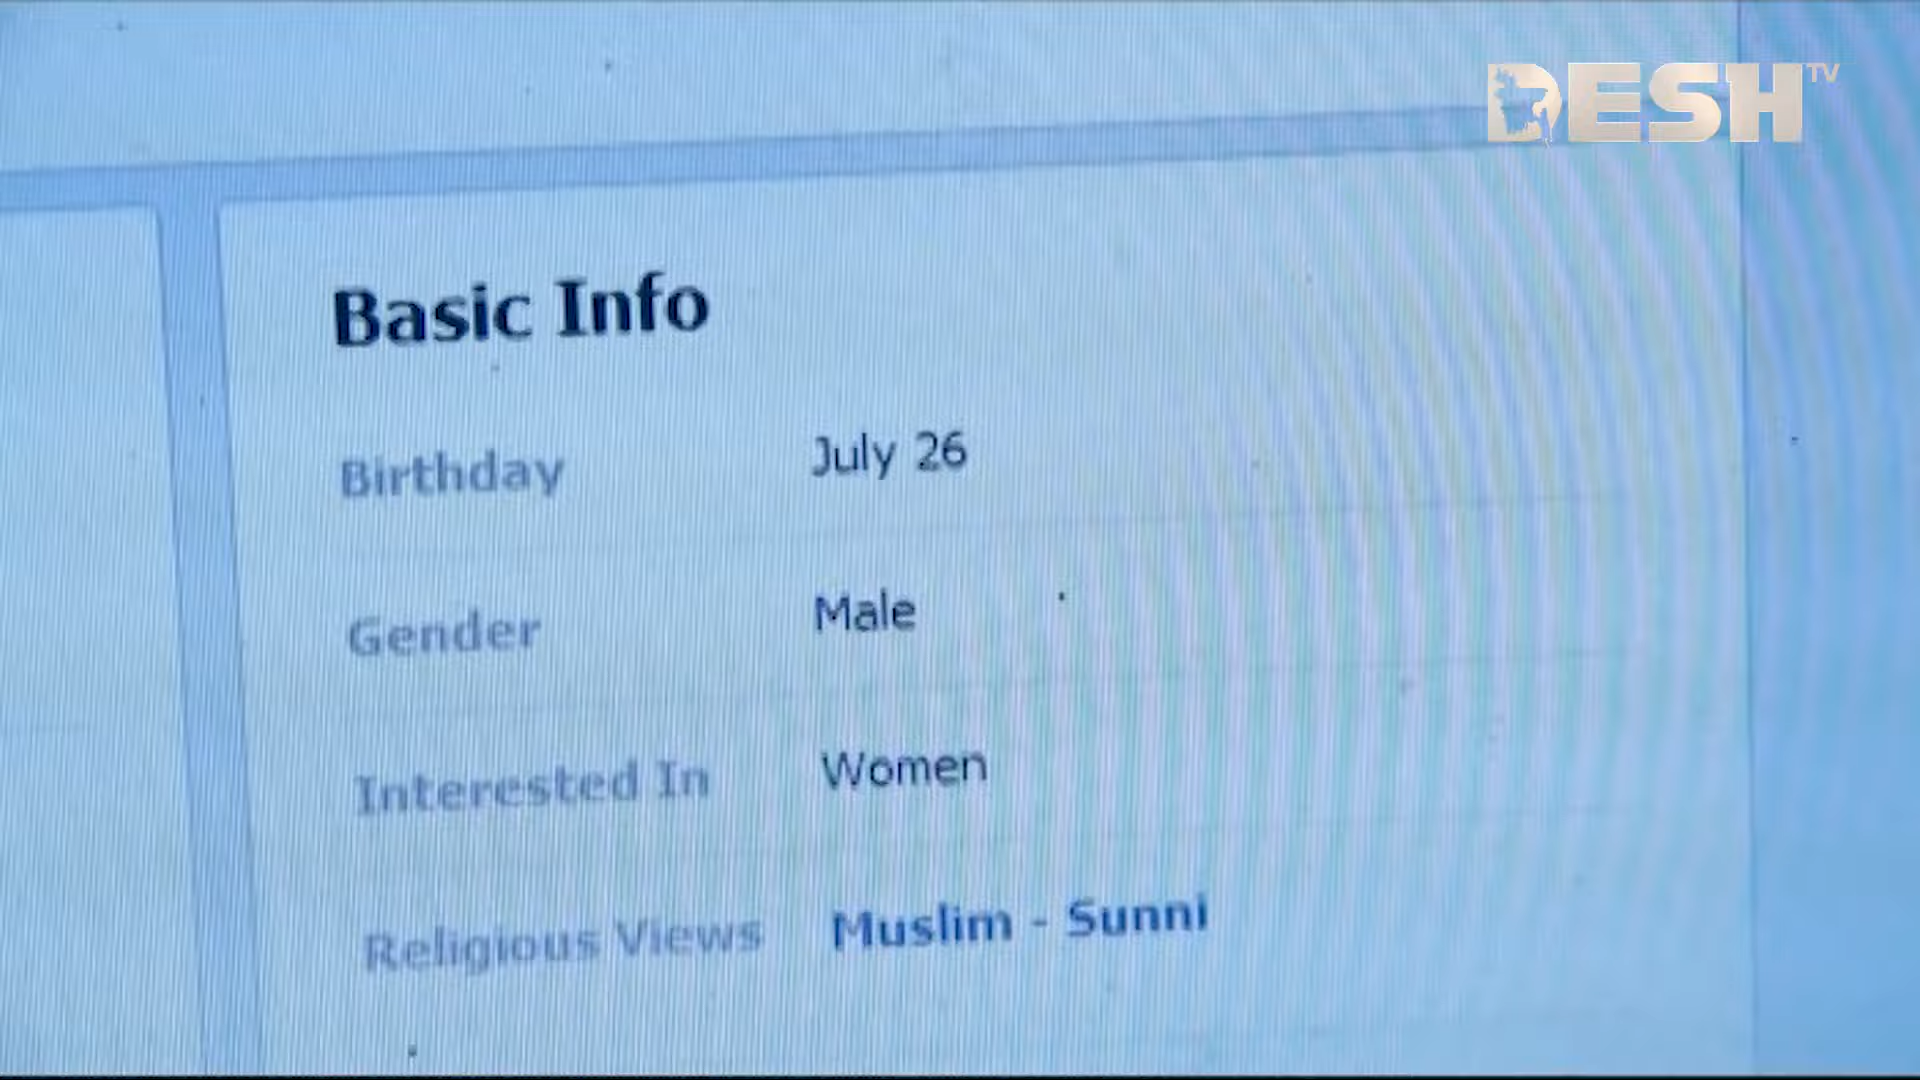 DESH TV
Basic Info
Birthday July 26
Gender Male
Interested In Women
Religious Views Muslim - Sunni